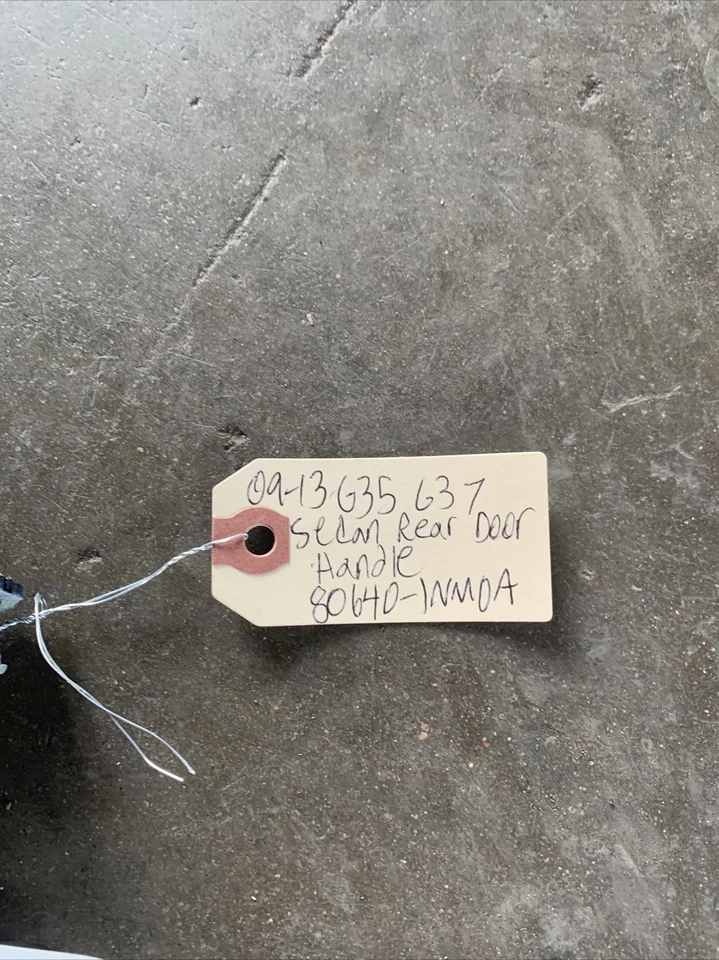 09-13 G35 G37
Sedan Rear Door
Handle
80640-1NM0A